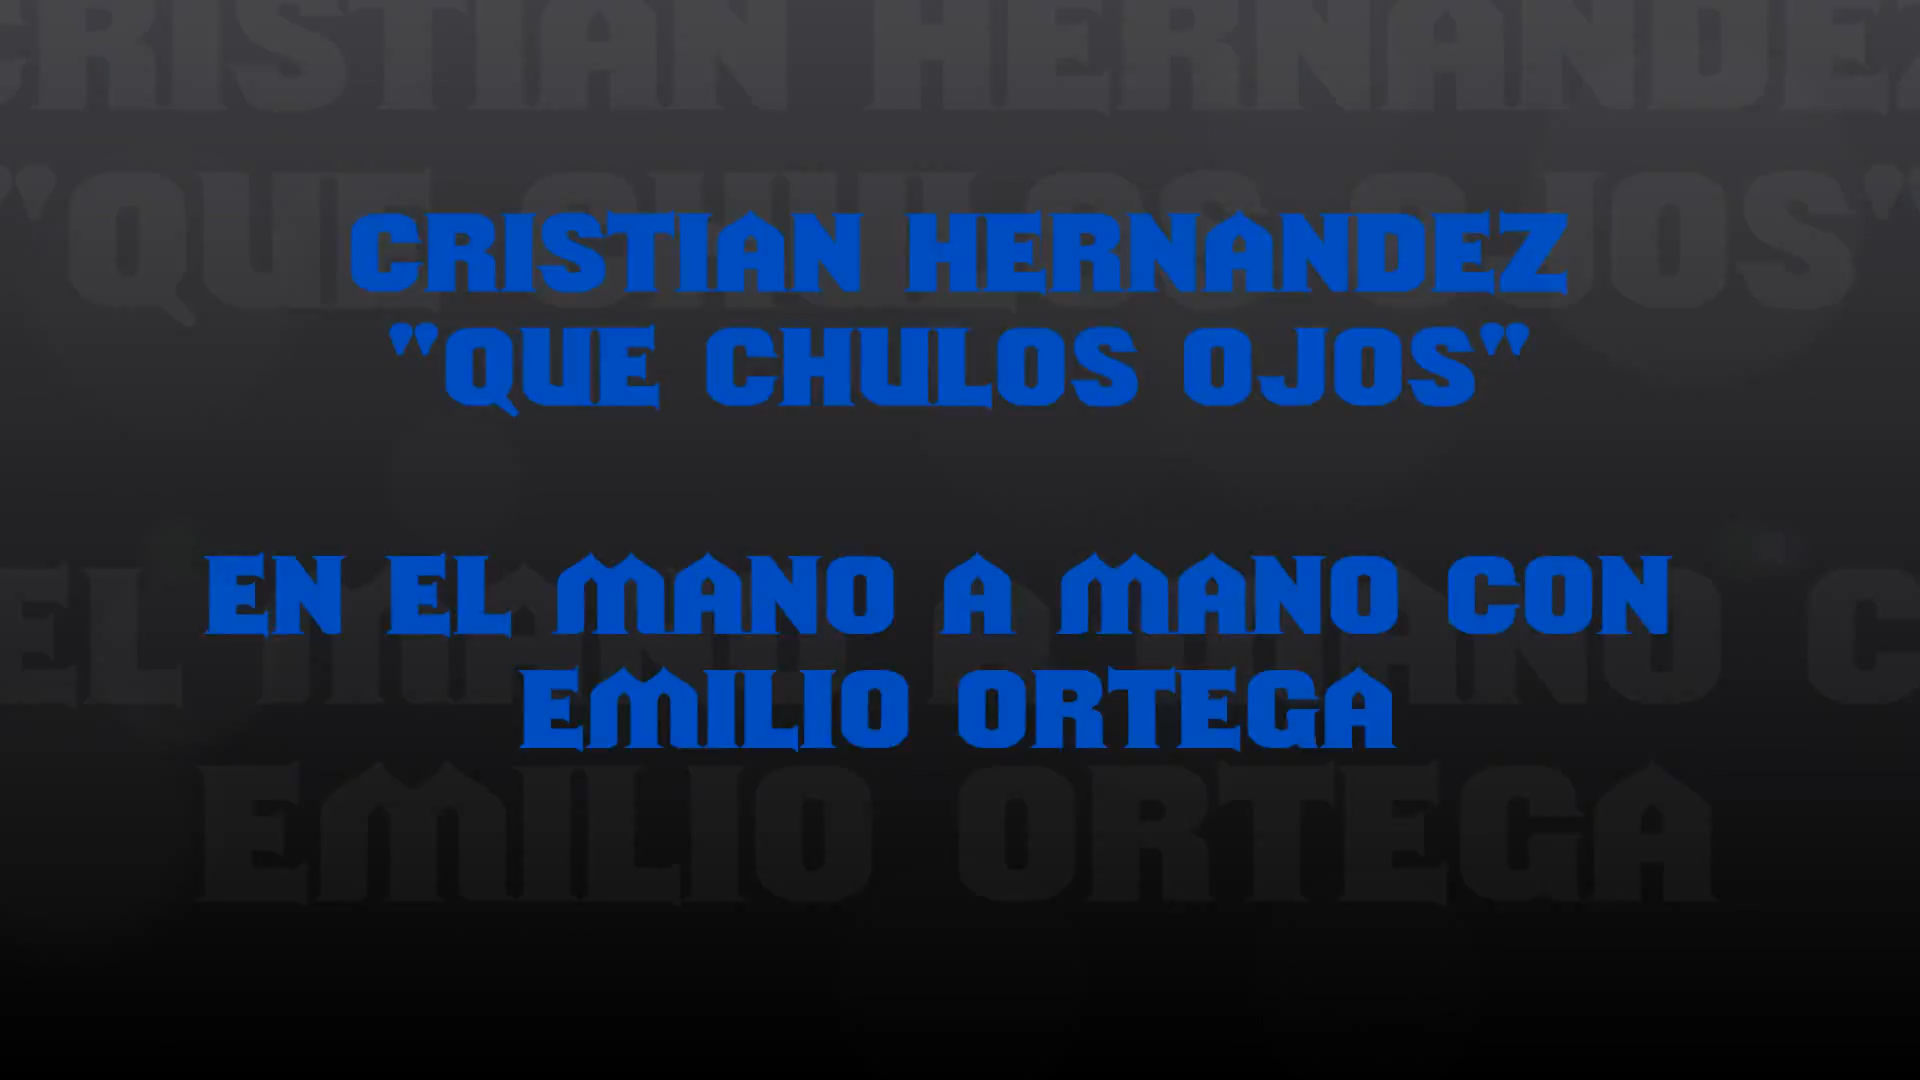 CRISTIAN HERNANDEZ
"QUE CHULOS OJOS"
EN EL MANO A MANO CON
EMILIO ORTEGA